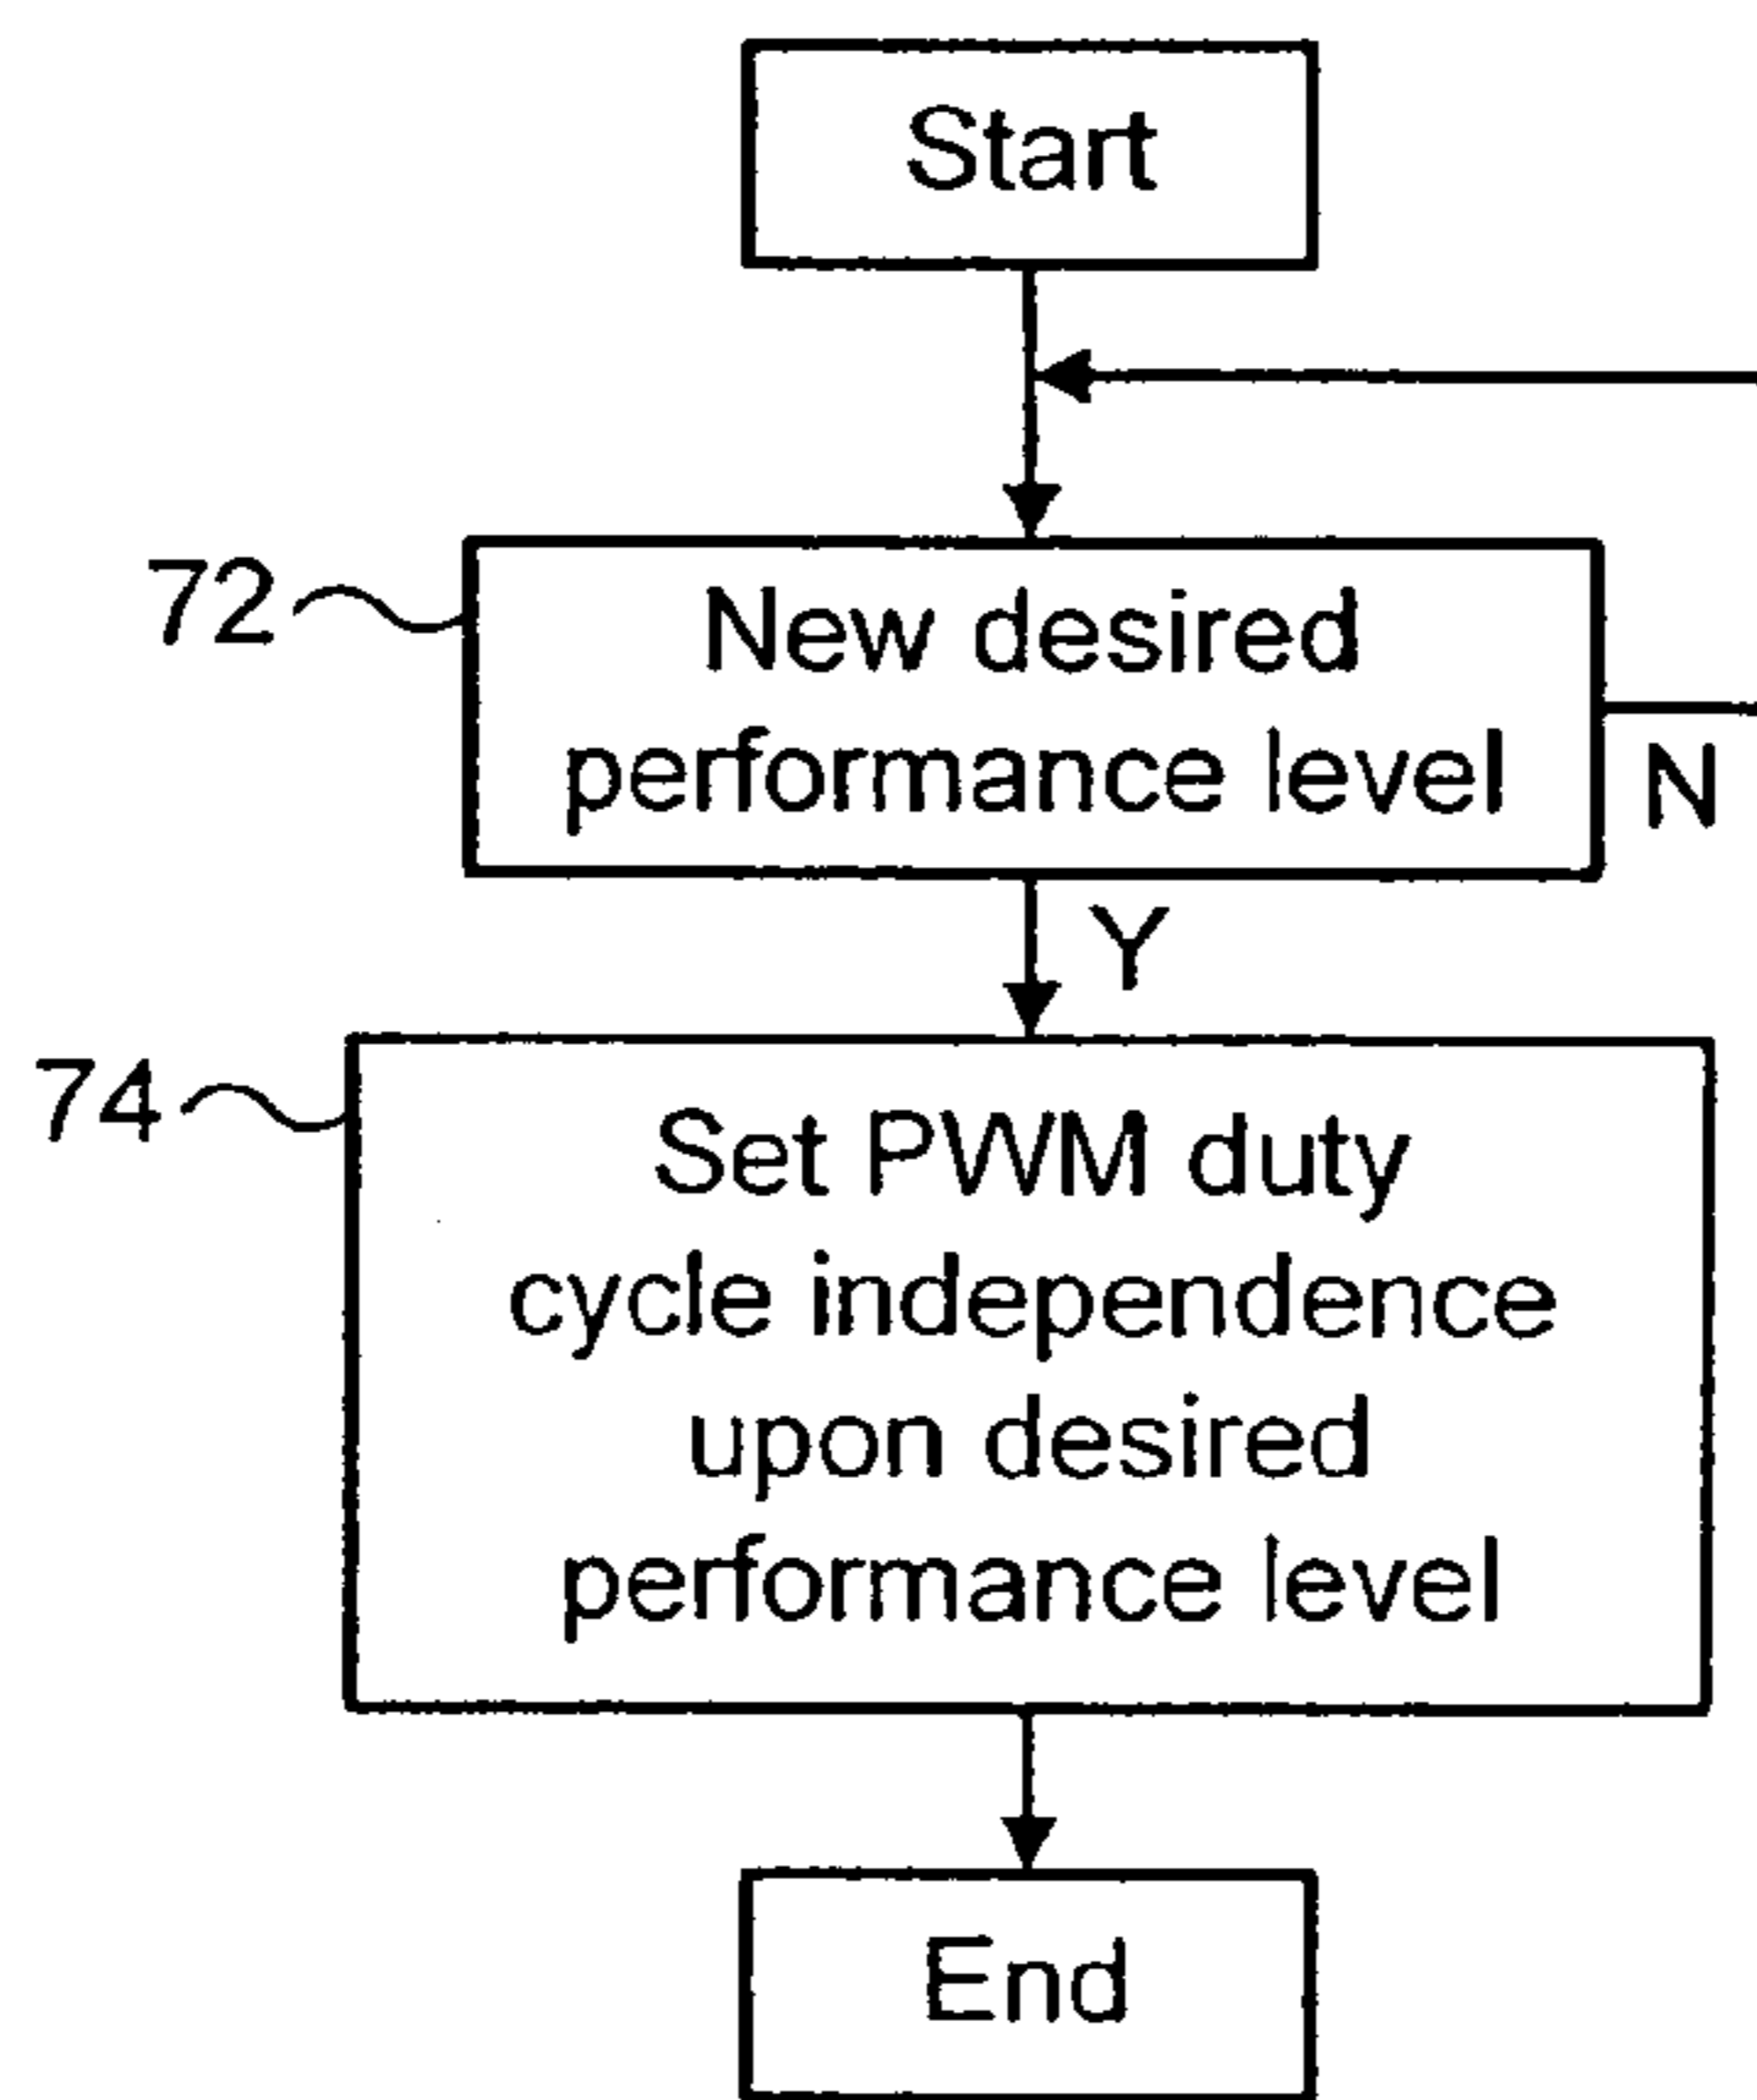 Start
72
New desired
performance level
N
Y
74
Set PWM duty
cycle independence
upon desired
performance level
End